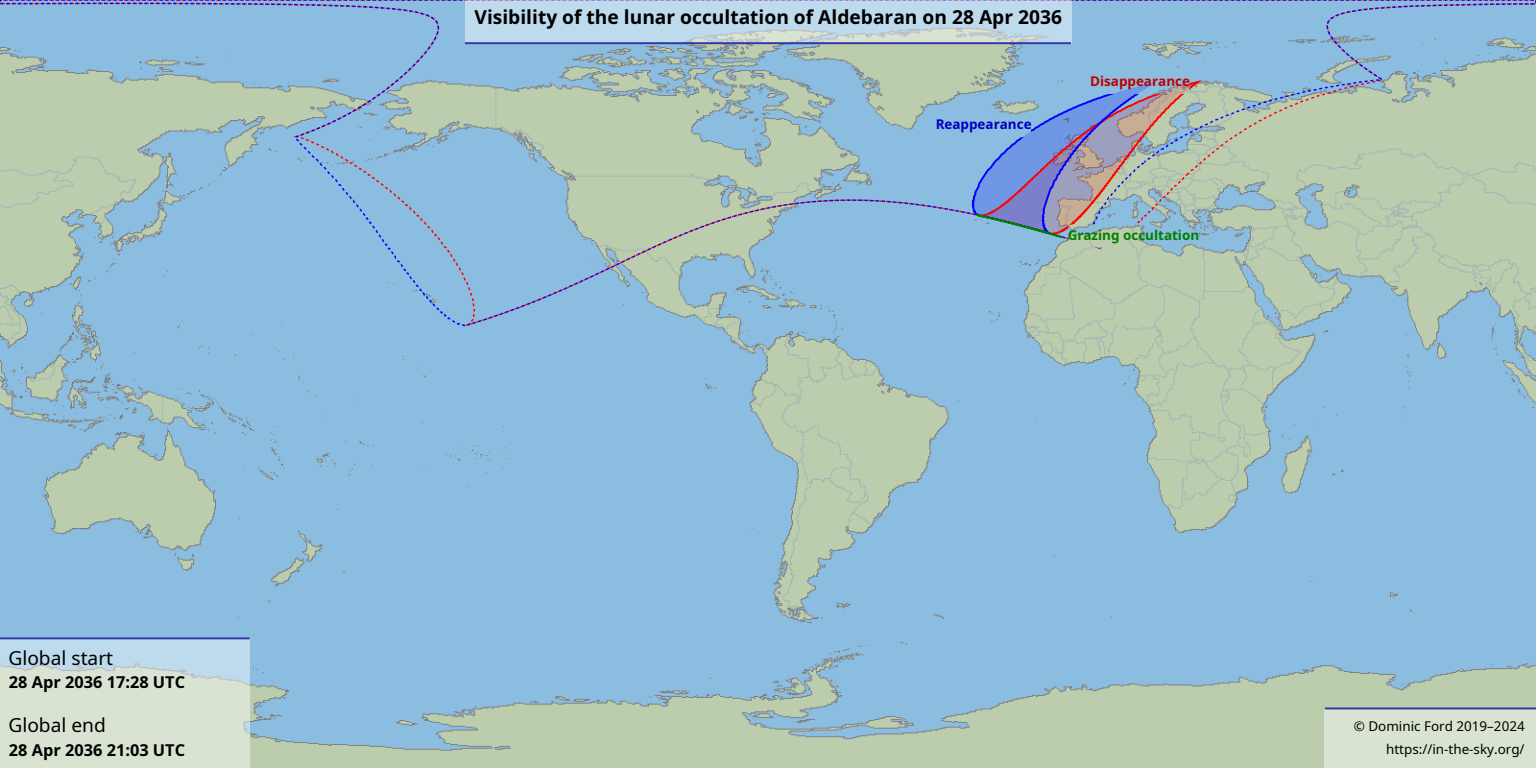 Visibility of the lunar occultation of Aldebaran on 28 Apr 2036
Disappearance
Reappearance
Grazing occultation
Global start
28 Apr 2036 17:28 UTC
Global end
28 Apr 2036 21:03 UTC
© Dominic Ford 2019–2024
https://in-the-sky.org/